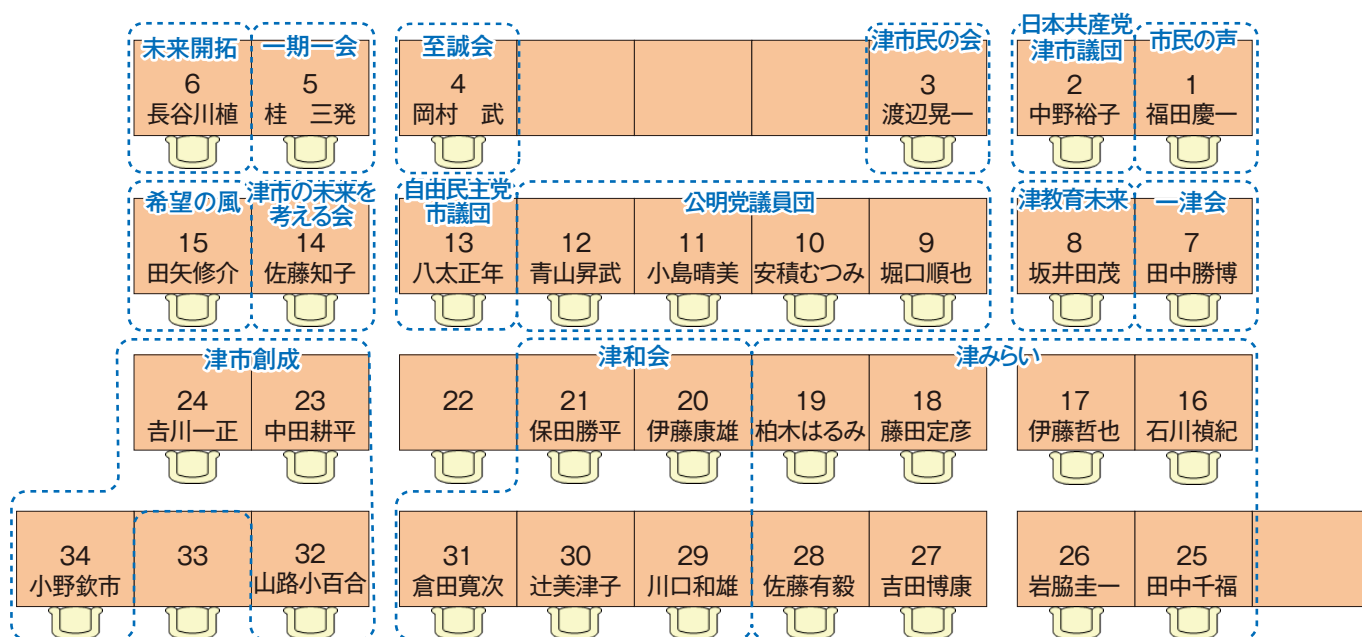 未来開拓
一期一会
至誠会
津市民の会
日本共産党
津市議団
市民の声
6
長谷川植
5
桂　三発
4
岡村　武
3
渡辺晃一
2
中野裕子
1
福田慶一
希望の風
津市の未来を
考える会
自由民主党
市議団
公明党議員団
津教育未来
一津会
15
田矢修介
14
佐藤知子
13
八太正年
12
青山昇武
11
小島晴美
10
安積むつみ
9
堀口順也
8
坂井田茂
7
田中勝博
津市創成
津和会
津みらい
24
𠮷川一正
23
中田耕平
22
21
保田勝平
20
伊藤康雄
19
柏木はるみ
18
藤田定彦
17
伊藤哲也
16
石川禎紀
34
小野欽市
33
32
山路小百合
31
倉田寛次
30
辻美津子
29
川口和雄
28
佐藤有毅
27
吉田博康
26
岩脇圭一
25
田中千福